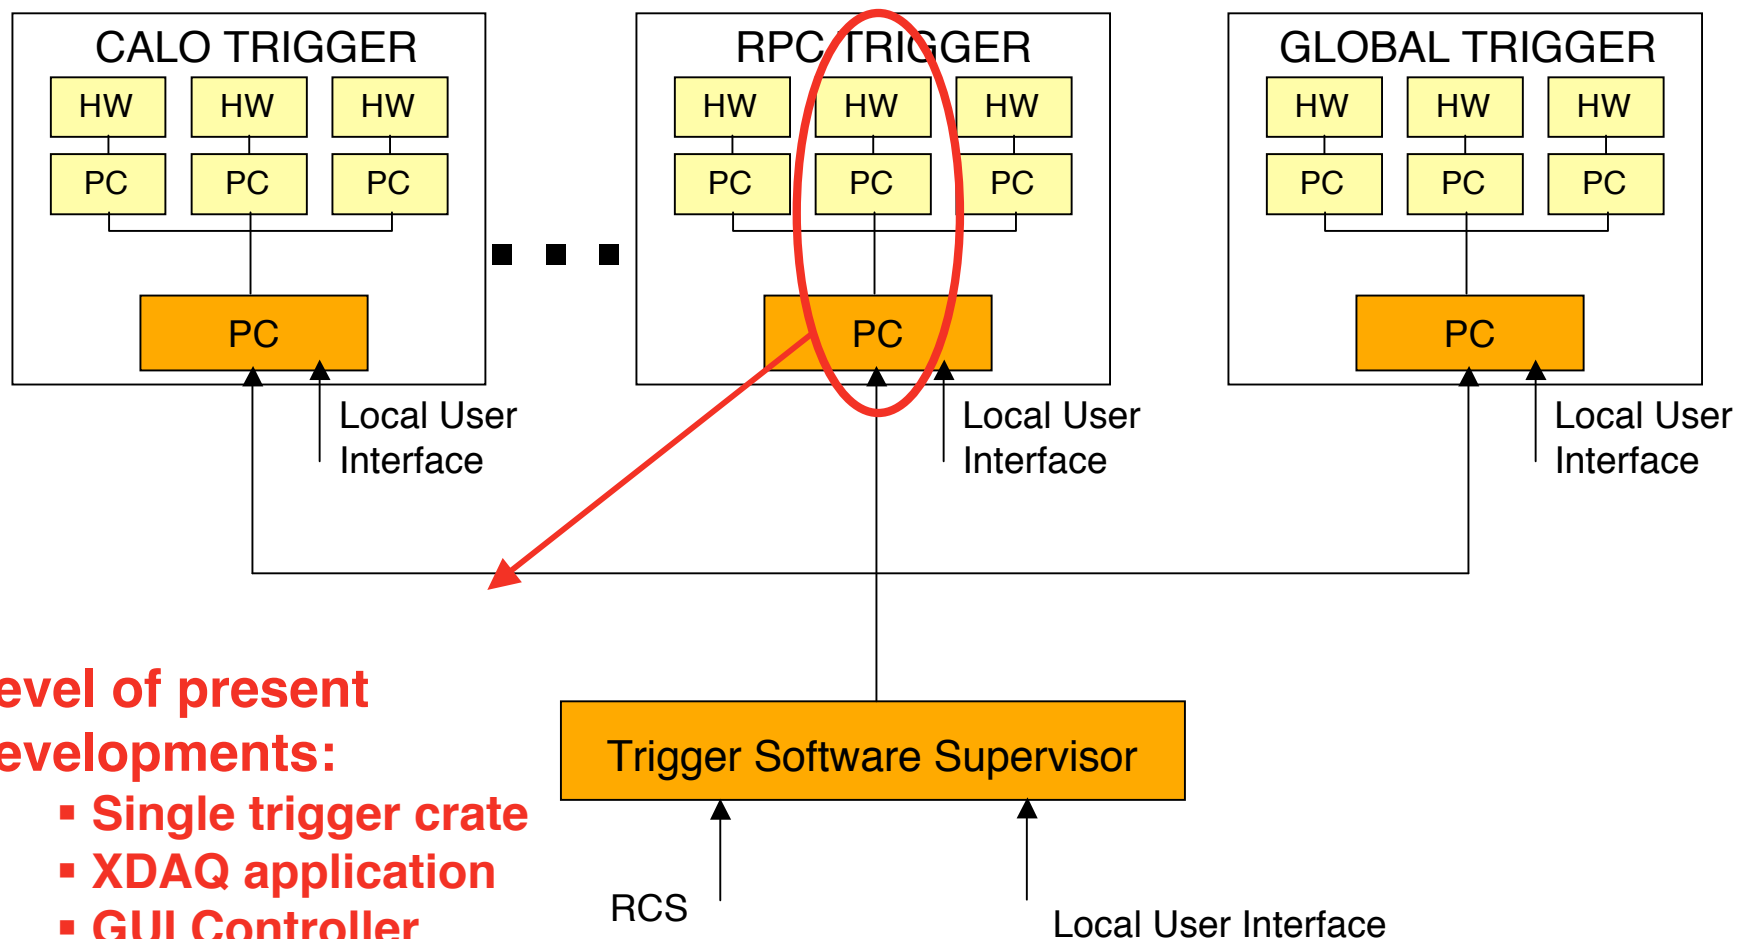 CALO TRIGGER
RPC TRIGGER
GLOBAL TRIGGER
HW HW HW
HW HW HW
HW HW HW
PC PC PC
PC PC PC
PC PC PC
PC
PC
PC
Local User
Interface
Local User
Interface
Local User
Interface
evel of present
evelopments:
▪ Single trigger crate
▪ XDAQ application
▪ GUI Controller
Trigger Software Supervisor
RCS
Local User Interface